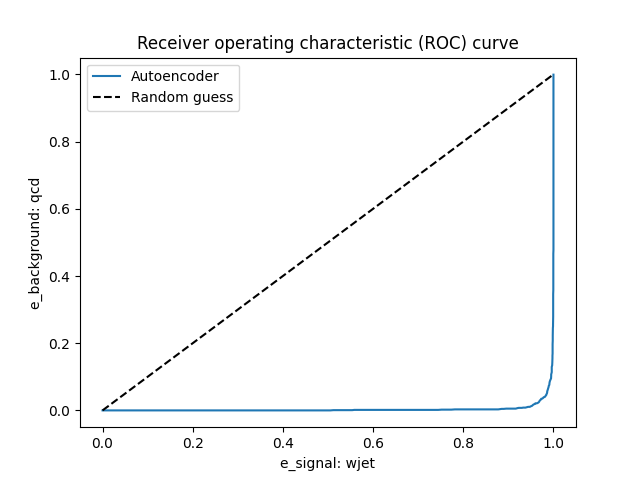 Receiver operating characteristic (ROC) curve
Autoencoder
Random guess
1.0
0.8
0.6
0.4
0.2
0.0
e_background: qcd
0.0 0.2 0.4 0.6 0.8 1.0
e_signal: wjet